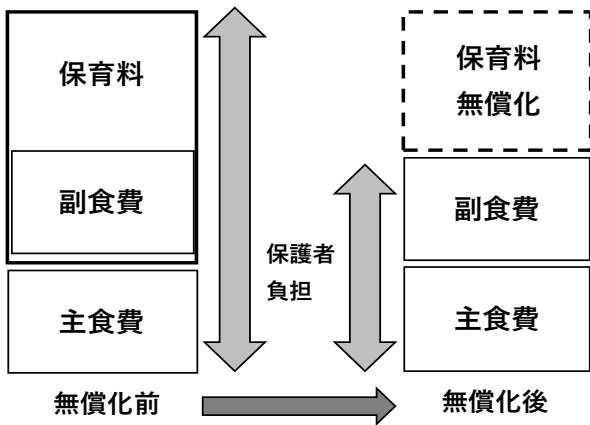 保育料
副食費
主食費
無償化前
保護者
負担
保育料
無償化
副食費
主食費
無償化後